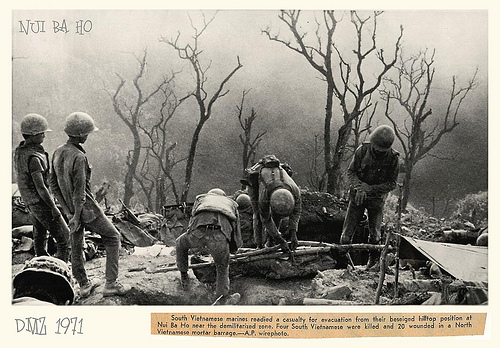 NUI BA HO
DMZ 1971
South Vietnamese marines readied a casualty for evacuation from their beseiged hilltop position at
Nui Ba Ho near the demilitarized zone. Four South Vietnamese were killed and 20 wounded in a North
Vietnamese mortar barrage.—A.P. wirephoto.